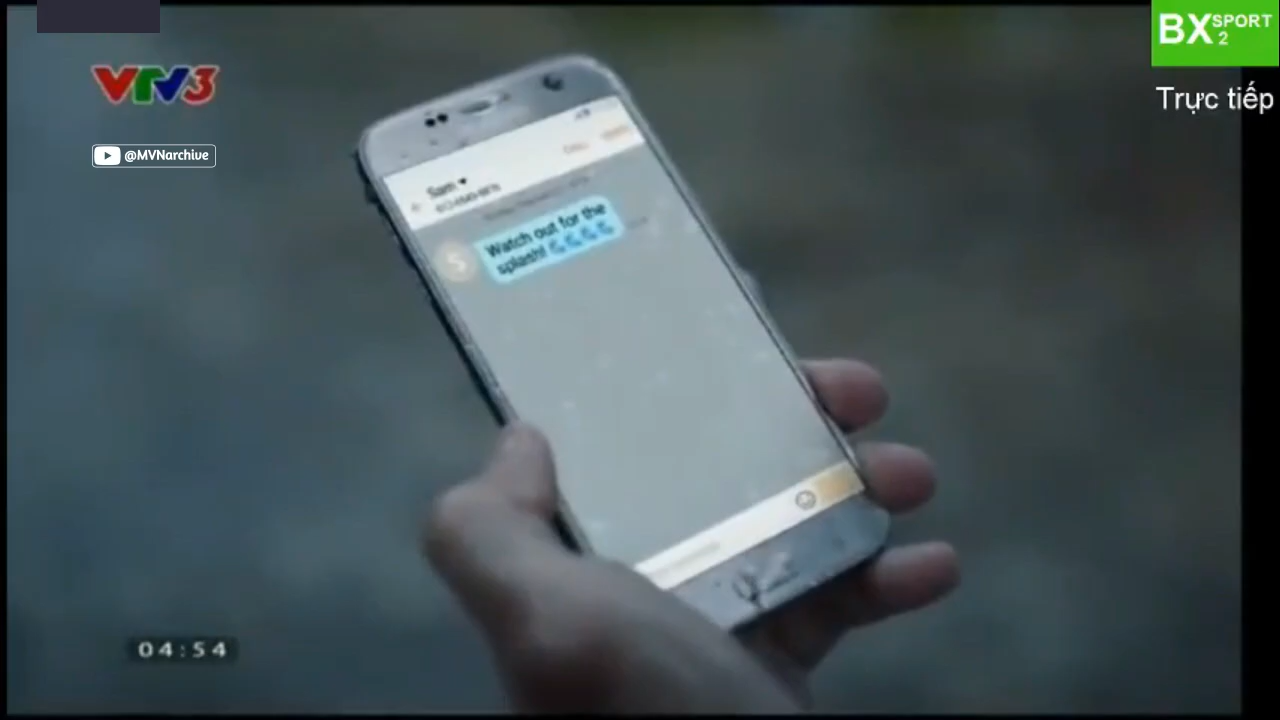 BX SPORT 2
Trực tiếp
VTV3
@MVNarchive
Sam
Watch out for the
splash! 🌊🌊🌊🌊
S
04:54